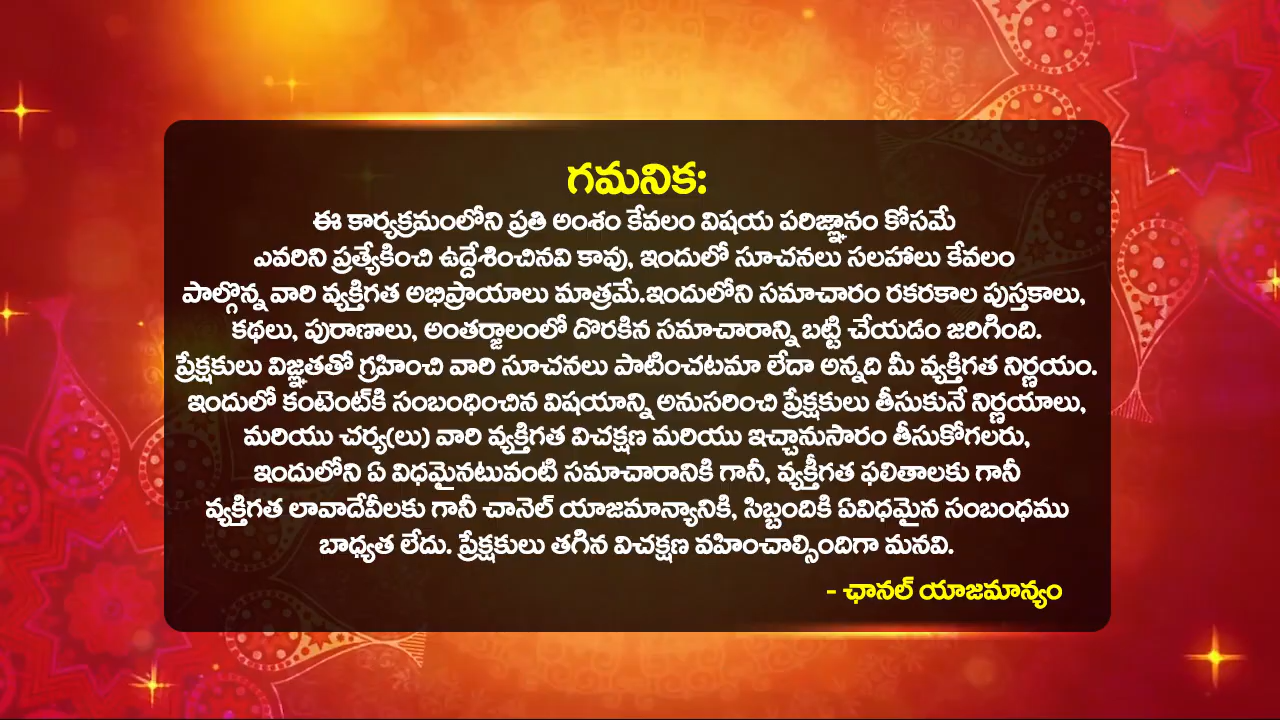 గమనిక:
ఈ కార్యక్రమంలోని ప్రతి అంశం కేవలం విషయ పరిజ్ఞానం కోసమే
ఎవరిని ప్రత్యేకించి ఉద్దేశించినవి కావు, ఇందులో సూచనలు సలహాలు కేవలం
పాల్గొన్న వారి వ్యక్తిగత అభిప్రాయాలు మాత్రమే.ఇందులోని సమాచారం రకరకాల పుస్తకాలు,
కథలు, పురాణాలు, అంతర్జాలంలో దొరకిన సమాచారాన్ని బట్టి చేయడం జరిగింది.
ప్రేక్షకులు విజ్ఞతతో గ్రహించి వారి సూచనలు పాటించటమా లేదా అన్నది మీ వ్యక్తిగత నిర్ణయం.
ఇందులో కంటెంట్‌కి సంబంధించిన విషయాన్ని అనుసరించి ప్రేక్షకులు తీసుకునే నిర్ణయాలు,
మరియు చర్య(లు) వారి వ్యక్తిగత విచక్షణ మరియు ఇచ్చానుసారం తీసుకోగలరు,
ఇందులోని ఏ విధమైనటువంటి సమాచారానికి గానీ, వ్యక్తీగత ఫలితాలకు గానీ
వ్యక్తిగత లావాదేవీలకు గానీ చానెల్ యాజమాన్యానికి, సిబ్బందికి ఏవిధమైన సంబంధము
బాధ్యత లేదు. ప్రేక్షకులు తగిన విచక్షణ వహించాల్సిందిగా మనవి.
- ఛానల్ యాజమాన్యం